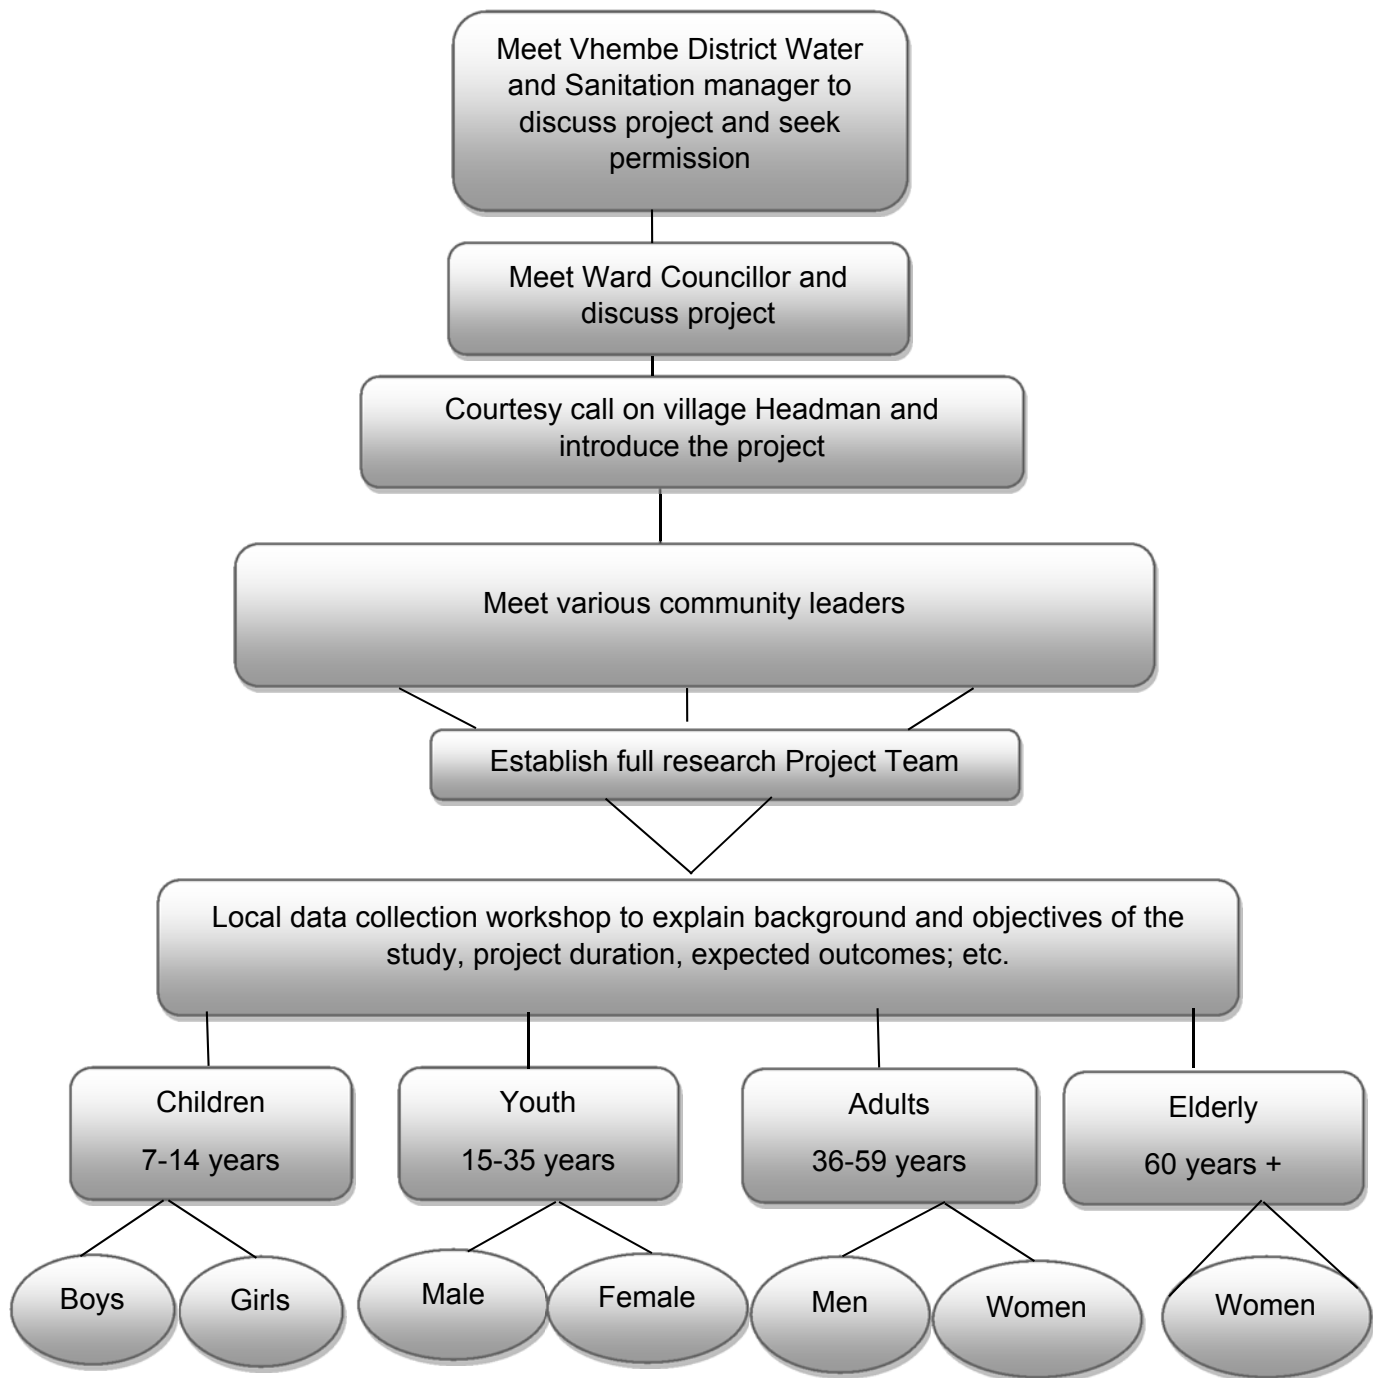 Meet Vhembe District Water
and Sanitation manager to
discuss project and seek
permission
Meet Ward Councillor and
discuss project
Courtesy call on village Headman and
introduce the project
Meet various community leaders
Establish full research Project Team
Local data collection workshop to explain background and objectives of the
study, project duration, expected outcomes; etc.
Children
7-14 years
Youth
15-35 years
Adults
36-59 years
Elderly
60 years +
Boys
Girls
Male
Female
Men
Women
Women